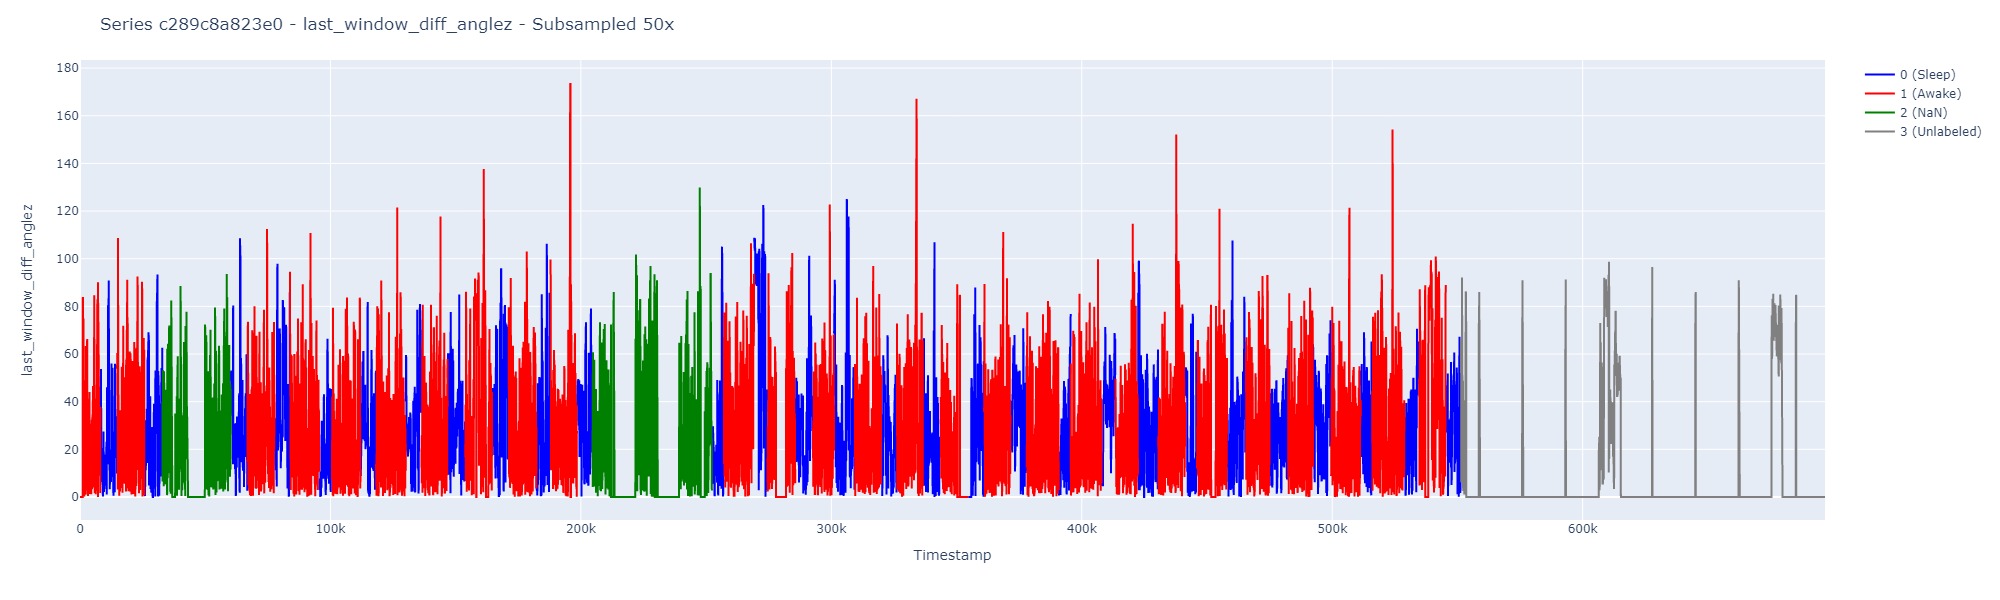 Series c289c8a823e0 - last_window_diff_anglez - Subsampled 50x
180
160
140
120
100
80
60
40
20
0
last_window_diff_anglez
0 100k 200k 300k 400k 500k 600k
Timestamp
0 (Sleep)
1 (Awake)
2 (NaN)
3 (Unlabeled)